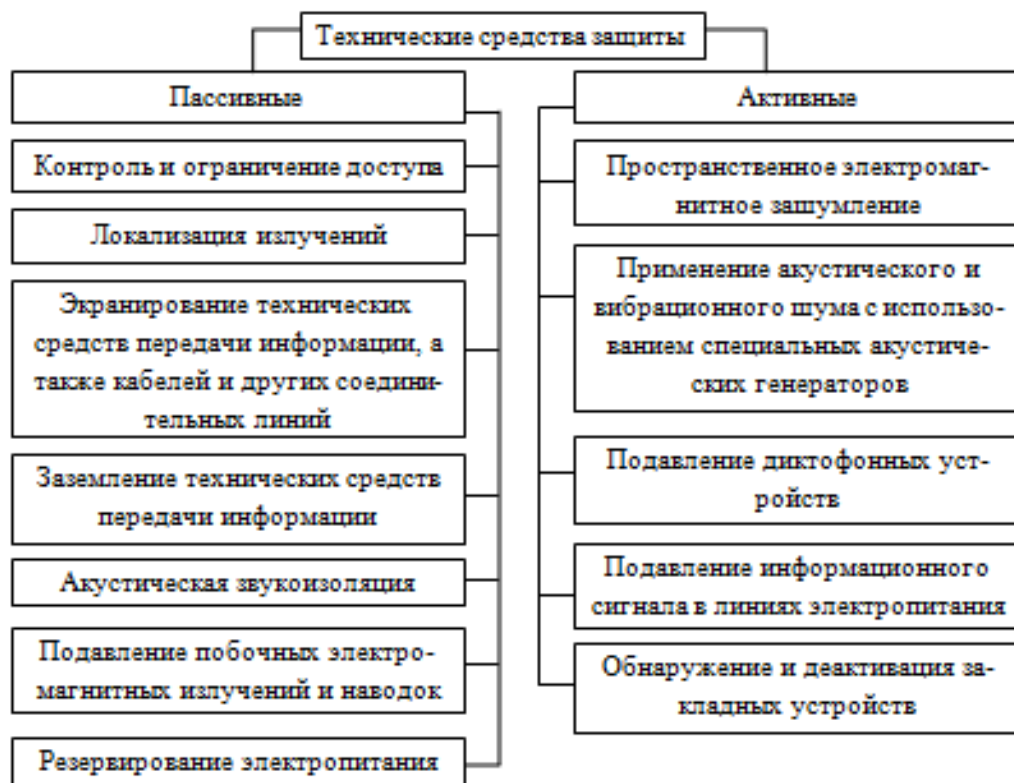 Технические средства защиты
Пассивные
Контроль и ограничение доступа
Локализация излучений
Экранирование технических
средств передачи информации, а
также кабелей и других соедини-
тельных линий
Заземление технических средств
передачи информации
Акустическая звукоизоляция
Подавление побочных электро-
магнитных излучений и наводок
Резервирование электропитания
Активные
Пространственное электромаг-
нитное зашумление
Применение акустического и
вибрационного шума с использо-
ванием специальных акустиче-
ских генераторов
Подавление диктофонных уст-
ройств
Подавление информационного
сигнала в линиях электропитания
Обнаружение и деактивация за-
кладных устройств